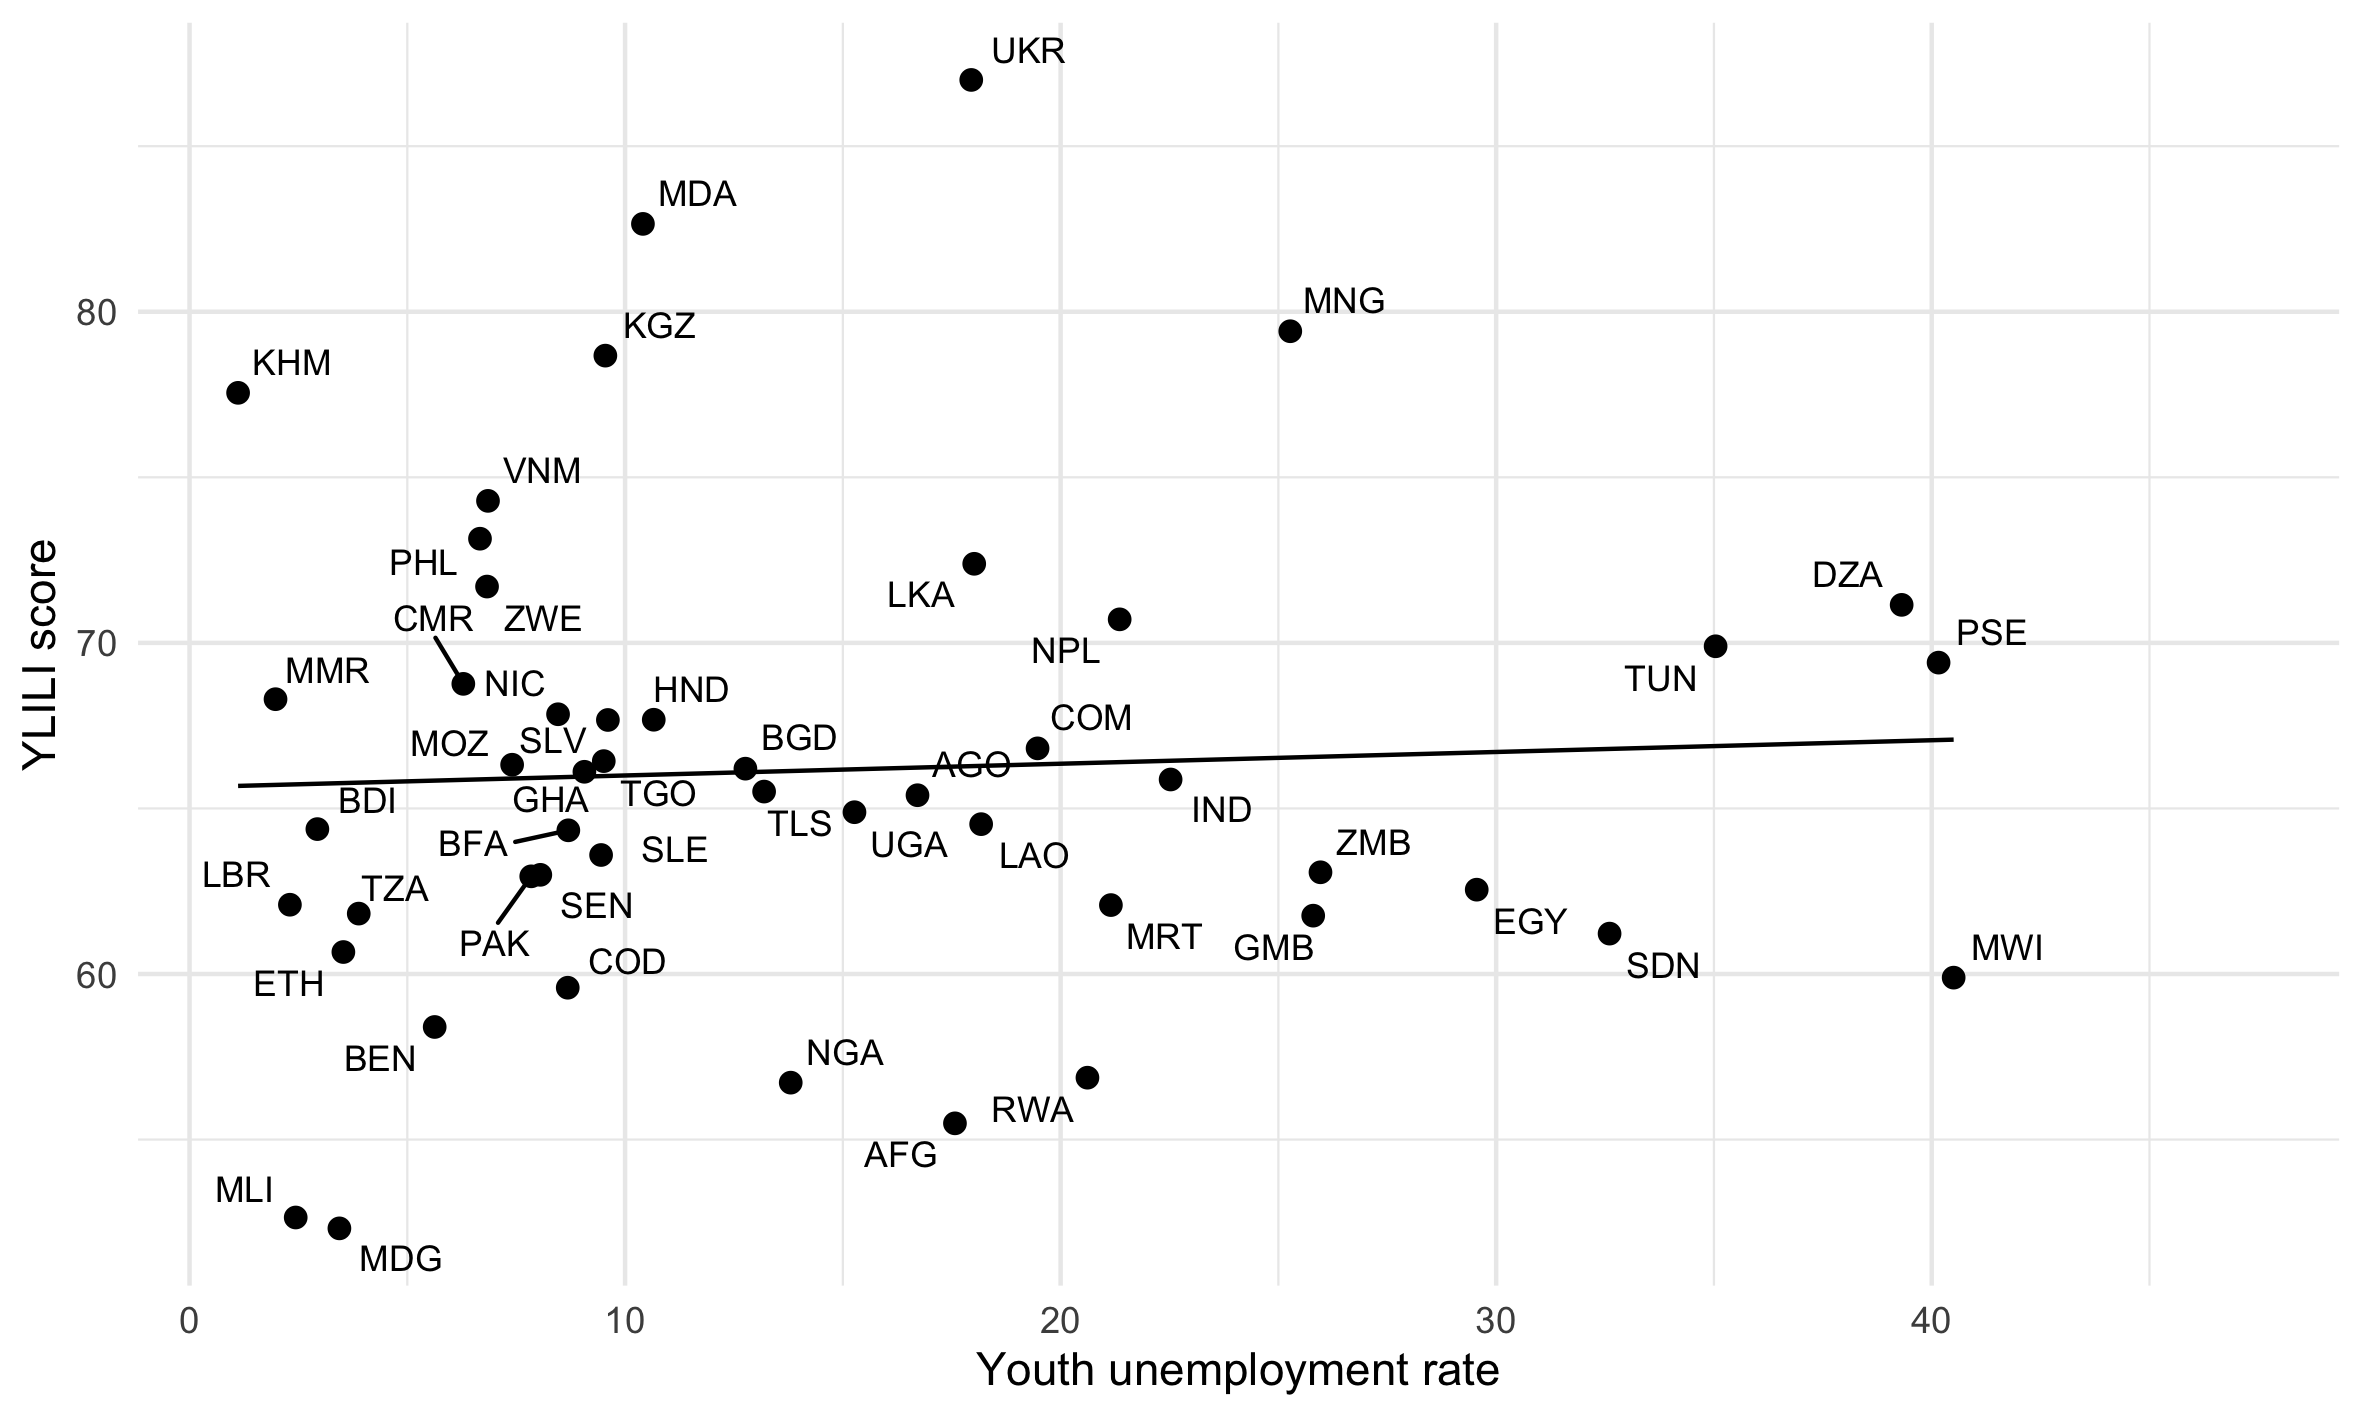 UKR
MDA
MNG
80
KGZ
KHM
VNM
PHL
DZA
LKA
CMR
ZWE
70
PSE
NPL
MMR
NIC
HND
TUN
COM
MOZ
SLV
BGD
AGO
BDI
GHA
TGO
IND
TLS
BFA
SLE
UGA
LAO
ZMB
LBR
TZA
SEN
EGY
PAK
MRT
GMB
MWI
60
COD
SDN
ETH
BEN
NGA
RWA
AFG
MLI
MDG
YLILI score
0
10
20
30
40
Youth unemployment rate